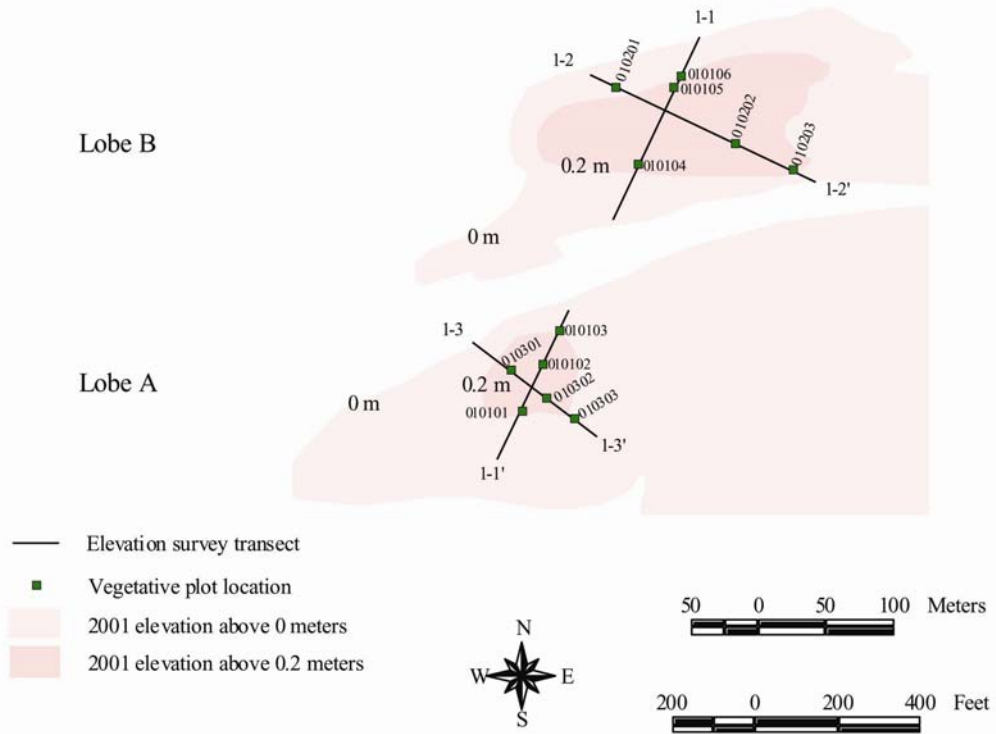 1-1
1-2
010201
010106
010105
Lobe B
010202
010203
0.2 m
010104
1-2'
0 m
1-3
010103
010301
010102
Lobe A
0.2 m
010302
0 m
010101
010303
1-3'
1-1'
Elevation survey transect
Vegetative plot location
2001 elevation above 0 meters
2001 elevation above 0.2 meters
N
W E
S
50 0 50 100 Meters
200 0 200 400 Feet